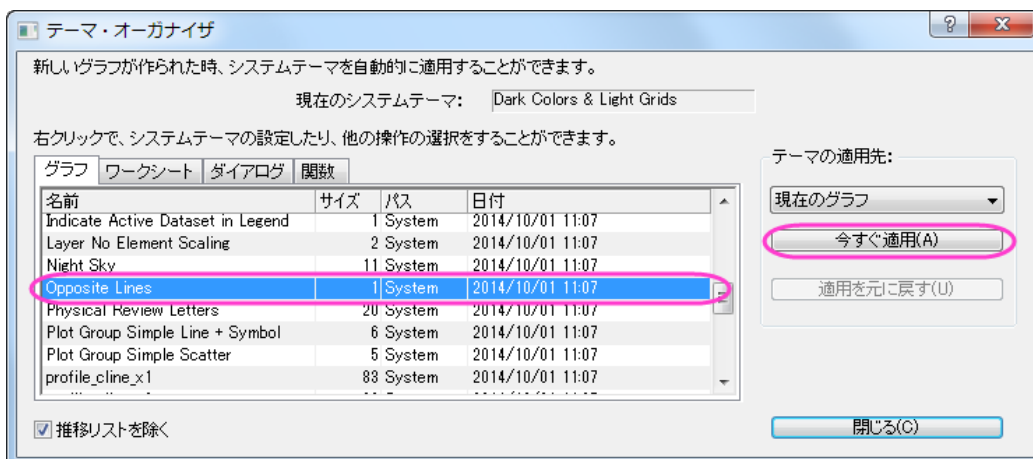 テーマ・オーガナイザ
新しいグラフが作られた時、システムテーマを自動的に適用することができます。
現在のシステムテーマ: Dark Colors & Light Grids
右クリックで、システムテーマの設定したり、他の操作の選択をすることができます。
グラフ ワークシート ダイアログ 関数
名前 サイズ パス 日付
Indicate Active Dataset in Legend 1 System 2014/10/01 11:07
Layer No Element Scaling 2 System 2014/10/01 11:07
Night Sky 11 System 2014/10/01 11:07
Opposite Lines 1 System 2014/10/01 11:07
Physical Review Letters 20 System 2014/10/01 11:07
Plot Group Simple Line + Symbol 6 System 2014/10/01 11:07
Plot Group Simple Scatter 5 System 2014/10/01 11:07
profile_cline_x1 83 System 2014/10/01 11:07
推移リストを除く
テーマの適用先:
現在のグラフ
今すぐ適用(A)
適用を元に戻す(U)
閉じる(C)